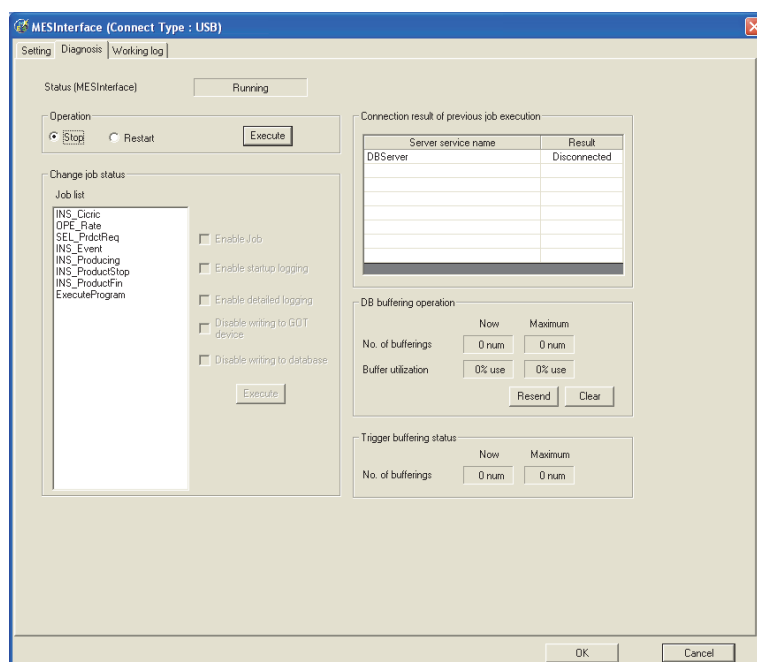 MESInterface (Connect Type : USB)
Setting Diagnosis Working log
Status (MESInterface) Running
Operation
Stop Restart Execute
Change job status
Job list
INS_Cicric
OPE_Rate
SEL_PrdctReq
INS_Event
INS_Producing
INS_ProductStop
INS_ProductFin
ExecuteProgram
Enable Job
Enable startup logging
Enable detailed logging
Disable writing to GOT
device
Disable writing to database
Execute
Connection result of previous job execution
Server service name Result
DBServer Disconnected
DB buffering operation
Now Maximum
No. of bufferings 0 num 0 num
Buffer utilization 0% use 0% use
Resend Clear
Trigger buffering status
Now Maximum
No. of bufferings 0 num 0 num
OK Cancel